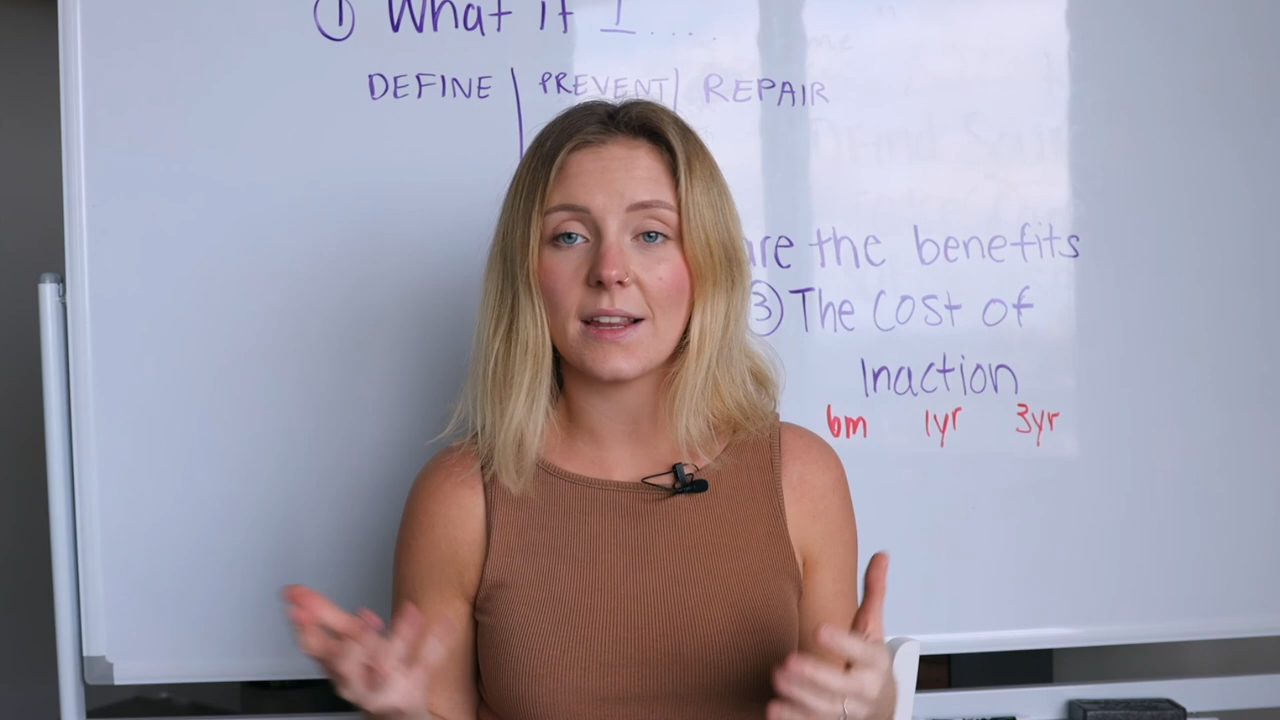 ① What if I....
DEFINE | PREVENT | REPAIR
are the benefits
③ The Cost of
Inaction
6m 1yr 3yr